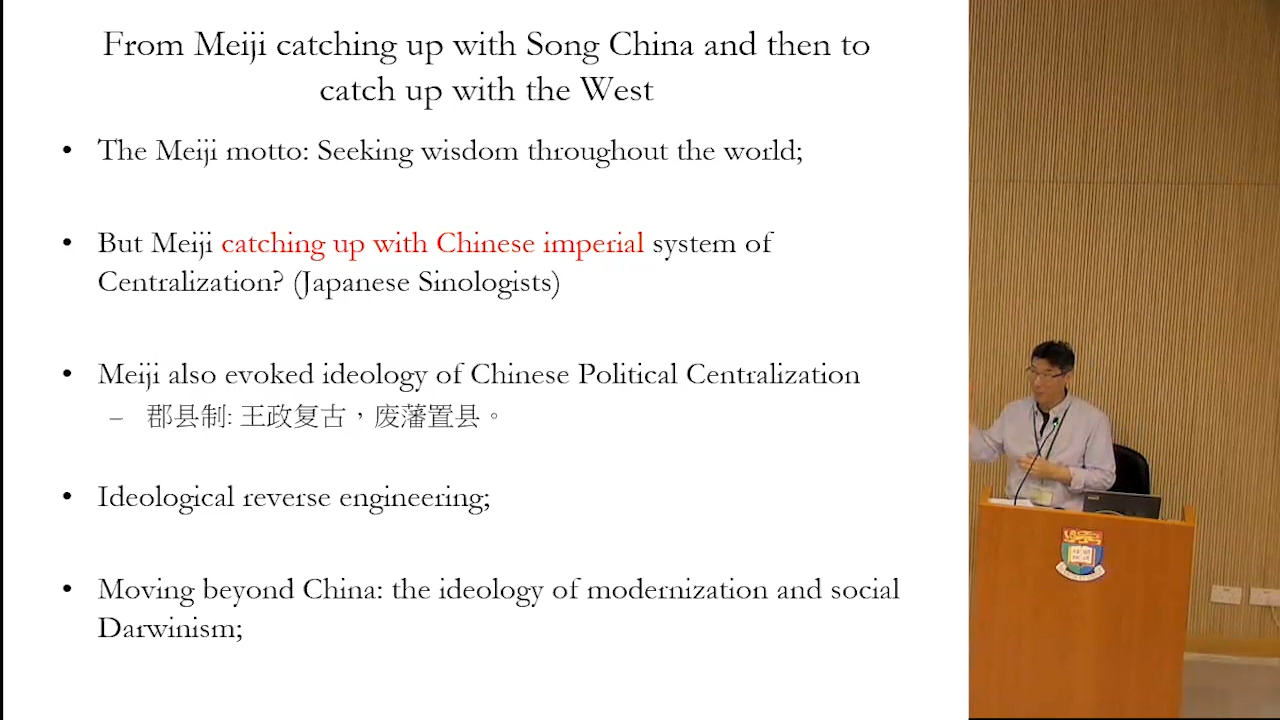 From Meiji catching up with Song China and then to
catch up with the West
• The Meiji motto: Seeking wisdom throughout the world;
• But Meiji catching up with Chinese imperial system of
Centralization? (Japanese Sinologists)
• Meiji also evoked ideology of Chinese Political Centralization
– 郡县制: 王政复古，废藩置县。
• Ideological reverse engineering;
• Moving beyond China: the ideology of modernization and social
Darwinism;